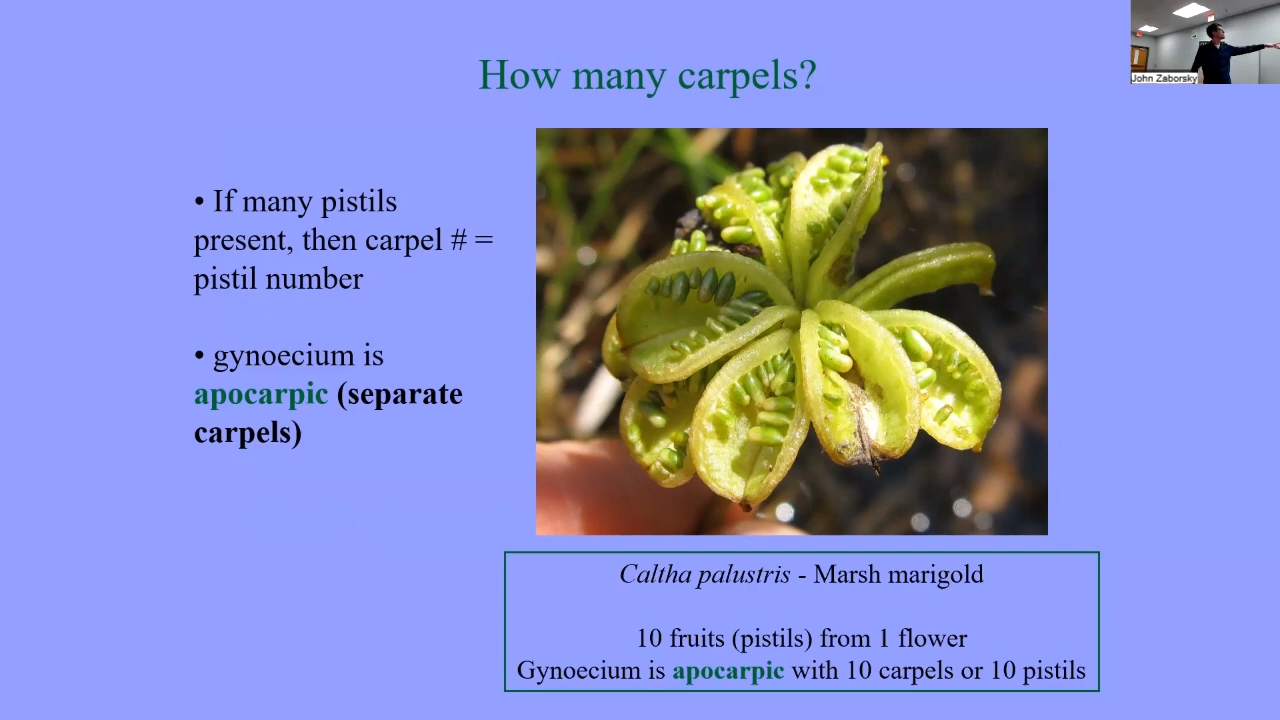 How many carpels?
John Zaborsky
• If many pistils
present, then carpel # =
pistil number
• gynoecium is
apocarpic (separate
carpels)
Caltha palustris - Marsh marigold
10 fruits (pistils) from 1 flower
Gynoecium is apocarpic with 10 carpels or 10 pistils